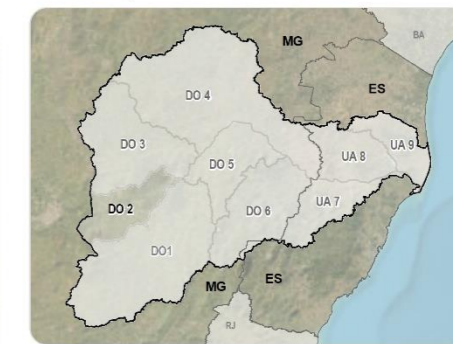 BA
MG
ES
DO 4
DO 3
UA 9
UA 8
DO 5
UA 7
DO 2
DO 6
DO1
ES
MG
RJ